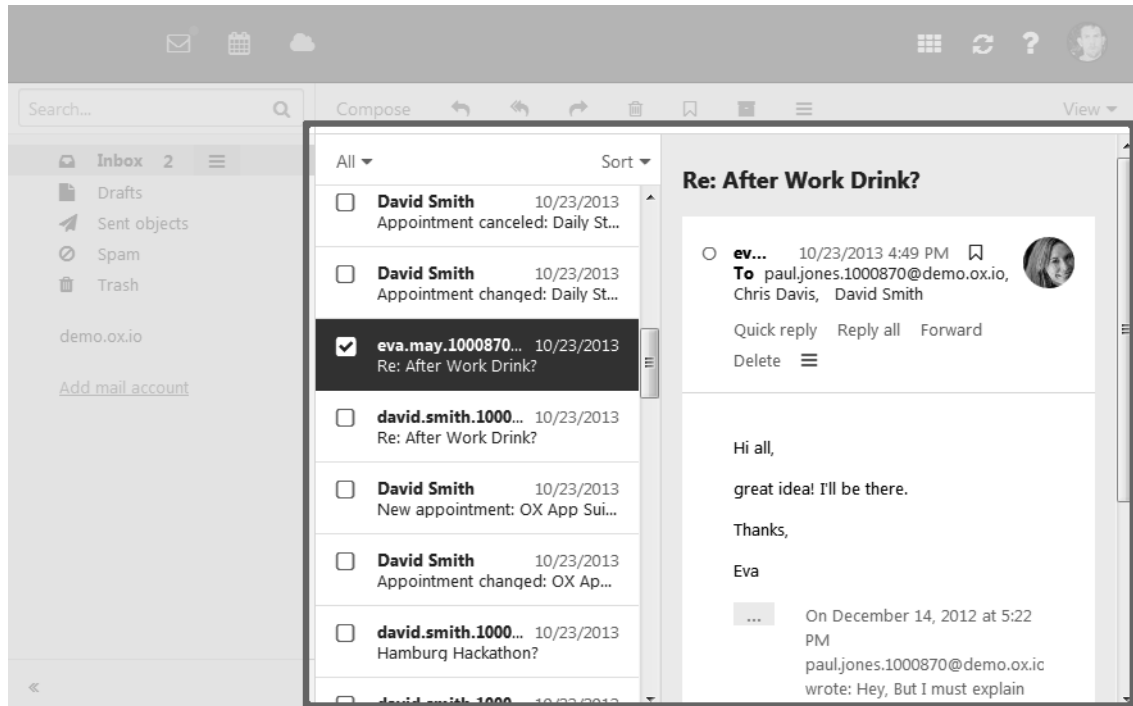 Search...
Compose
View
Inbox 2
Drafts
Sent objects
Spam
Trash
demo.ox.io
Add mail account
All
Sort
David Smith 10/23/2013
Appointment canceled: Daily St...
David Smith 10/23/2013
Appointment changed: Daily St...
eva.may.1000870... 10/23/2013
Re: After Work Drink?
david.smith.1000... 10/23/2013
Re: After Work Drink?
David Smith 10/23/2013
New appointment: OX App Sui...
David Smith 10/23/2013
Appointment changed: OX Ap...
david.smith.1000... 10/23/2013
Hamburg Hackathon?
david.smith.1000... 10/23/2013
Re: After Work Drink?
ev... 10/23/2013 4:49 PM
To paul.jones.1000870@demo.ox.io,
Chris Davis, David Smith
Quick reply Reply all Forward
Delete
Hi all,
great idea! I'll be there.
Thanks,
Eva
... On December 14, 2012 at 5:22
PM
paul.jones.1000870@demo.ox.io
wrote: Hey, But I must explain